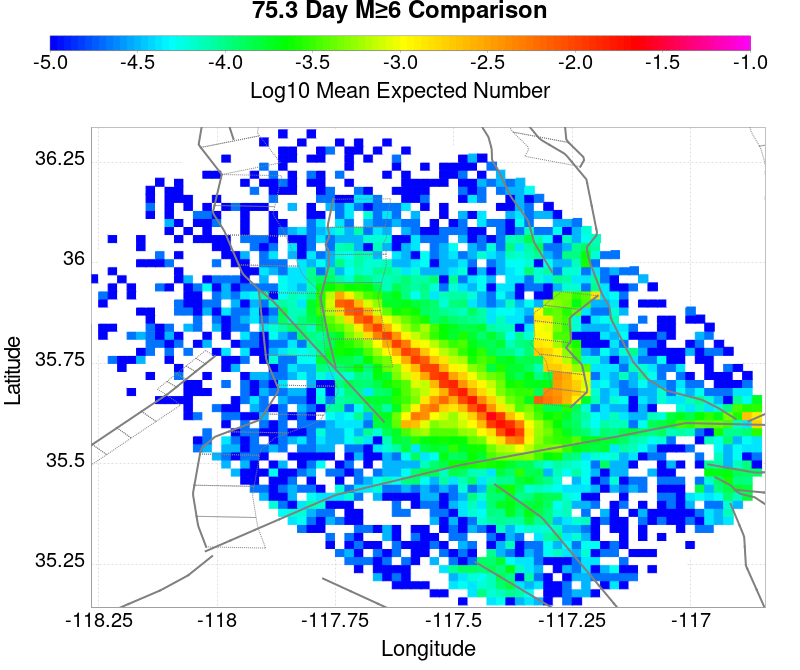 75.3 Day M≥6 Comparison
-5.0 -4.5 -4.0 -3.5 -3.0 -2.5 -2.0 -1.5 -1.0
Log10 Mean Expected Number
36.25
36
35.75
35.5
35.25
Latitude
-118.25 -118 -117.75 -117.5 -117.25 -117
Longitude